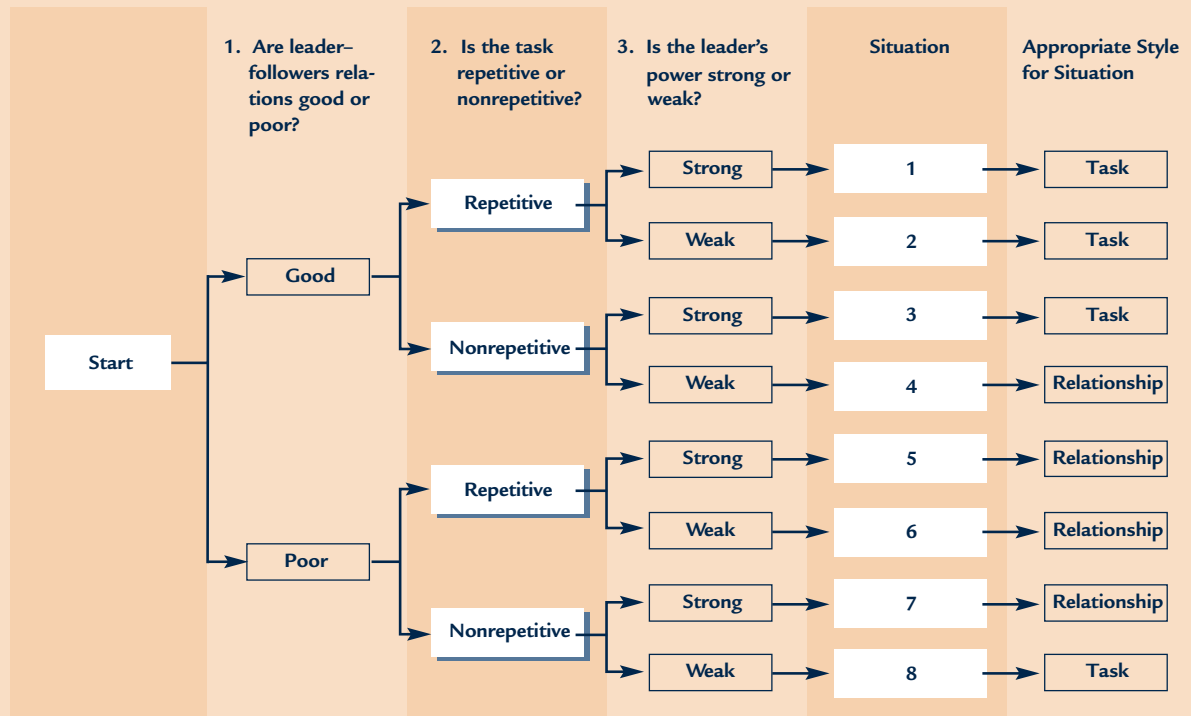 1. Are leader–
followers rela-
tions good or
poor?
2. Is the task
repetitive or
nonrepetitive?
3. Is the leader's
power strong or
weak?
Situation
Appropriate Style
for Situation
Start
Good
Poor
Repetitive
Nonrepetitive
Repetitive
Nonrepetitive
Strong
1
Task
Weak
2
Task
Strong
3
Task
Weak
4
Relationship
Strong
5
Relationship
Weak
6
Relationship
Strong
7
Relationship
Weak
8
Task